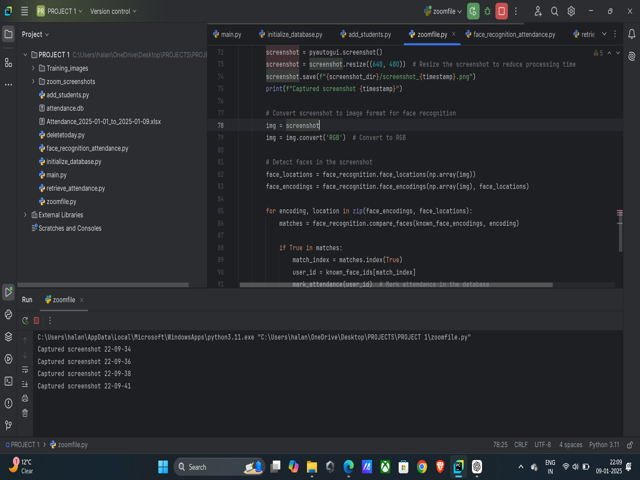 PR PROJECT 1 Version control zoomfile
Project
PROJECT 1 C:\Users\halan\OneDrive\Desktop\PROJECTS\PROJECT
Training_images
zoom_screenshots
add_students.py
attendance.db
Attendance_2025-01-01_to_2025-01-09.xlsx
deletetoday.py
face_recognition_attendance.py
initialize_database.py
main.py
retrieve_attendance.py
zoomfile.py
External Libraries
Scratches and Consoles
main.py initialize_database.py add_students.py zoomfile.py face_recognition_attendance.py retriev
5
72 screenshot = pyautogui.screenshot()
73 screenshot = screenshot.resize((640, 480)) # Resize the screenshot to reduce processing time
74 screenshot.save(f"{screenshot_dir}/screenshot_{timestamp}.png")
75 print(f"Captured screenshot {timestamp}")
76
77 # Convert screenshot to image format for face recognition
78 img = screenshot
79 img = img.convert('RGB') # Convert to RGB
80
81 # Detect faces in the screenshot
82 face_locations = face_recognition.face_locations(np.array(img))
83 face_encodings = face_recognition.face_encodings(np.array(img), face_locations)
84
85 for encoding, location in zip(face_encodings, face_locations):
86 matches = face_recognition.compare_faces(known_face_encodings, encoding)
87
88 if True in matches:
89 match_index = matches.index(True)
90 user_id = known_face_ids[match_index]
91 mark_attendance(user_id) # Mark attendance in the database
Run zoomfile
C:\Users\halan\AppData\Local\Microsoft\WindowsApps\python3.11.exe "C:\Users\halan\OneDrive\Desktop\PROJECTS\PROJECT 1\zoomfile.py"
Captured screenshot 22-09-34
Captured screenshot 22-09-36
Captured screenshot 22-09-38
Captured screenshot 22-09-41
PROJECT 1 zoomfile.py 78:25 CRLF UTF-8 4 spaces Python 3.11
12°C
Clear
Search
ENG
IN
22:09
09-01-2025